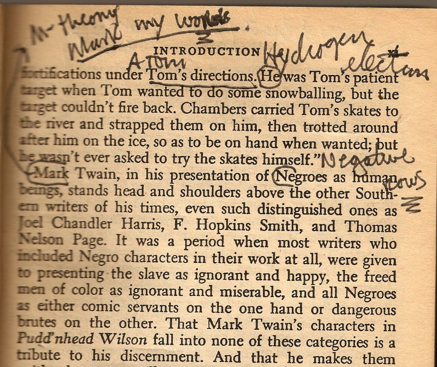 M-theory
Mark my words.
INTRODUCTION
Atom
Hydrogen
electron
fortifications under Tom's directions. He was Tom's patient
target when Tom wanted to do some snowballing, but the
target couldn't fire back. Chambers carried Tom's skates to
the river and strapped them on him, then trotted around
after him on the ice, so as to be on hand when wanted; but
he wasn't ever asked to try the skates himself."
Negative
Mark Twain, in his presentation of Negroes as human
beings, stands head and shoulders above the other South-
ern writers of his times, even such distinguished ones as
Joel Chandler Harris, F. Hopkins Smith, and Thomas
Nelson Page. It was a period when most writers who
included Negro characters in their work at all, were given
to presenting the slave as ignorant and happy, the freed
men of color as ignorant and miserable, and all Negroes
as either comic servants on the one hand or dangerous
brutes on the other. That Mark Twain's characters in
Pudd'nhead Wilson fall into none of these categories is a
tribute to his discernment. And that he makes them